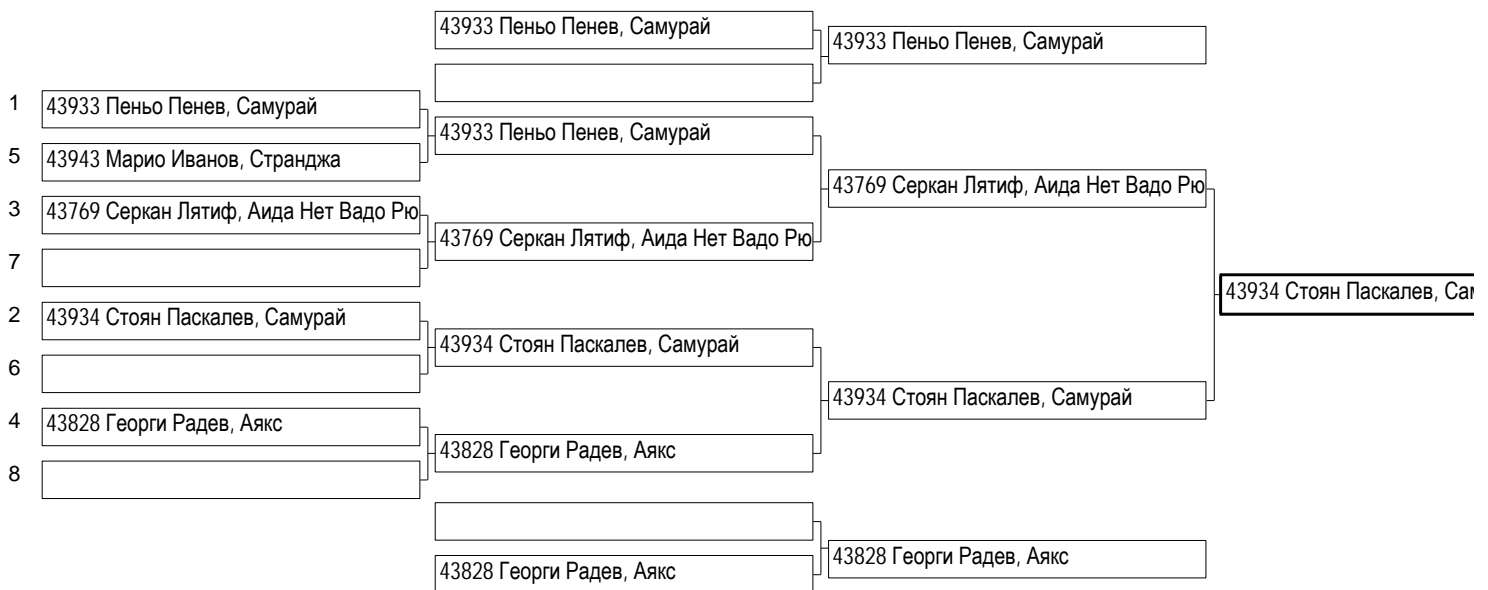 43933 Пеньо Пенев, Самурай
43933 Пеньо Пенев, Самурай
1 43933 Пеньо Пенев, Самурай
43933 Пеньо Пенев, Самурай
5 43943 Марио Иванов, Странджа
43769 Серкан Лятиф, Аида Нет Вадо Рю
3 43769 Серкан Лятиф, Аида Нет Вадо Рю
43769 Серкан Лятиф, Аида Нет Вадо Рю
7
43934 Стоян Паскалев,
2 43934 Стоян Паскалев, Самурай
43934 Стоян Паскалев, Самурай
6
43934 Стоян Паскалев, Самурай
4 43828 Георги Радев, Аякс
43828 Георги Радев, Аякс
8
43828 Георги Радев, Аякс
43828 Георги Радев, Аякс